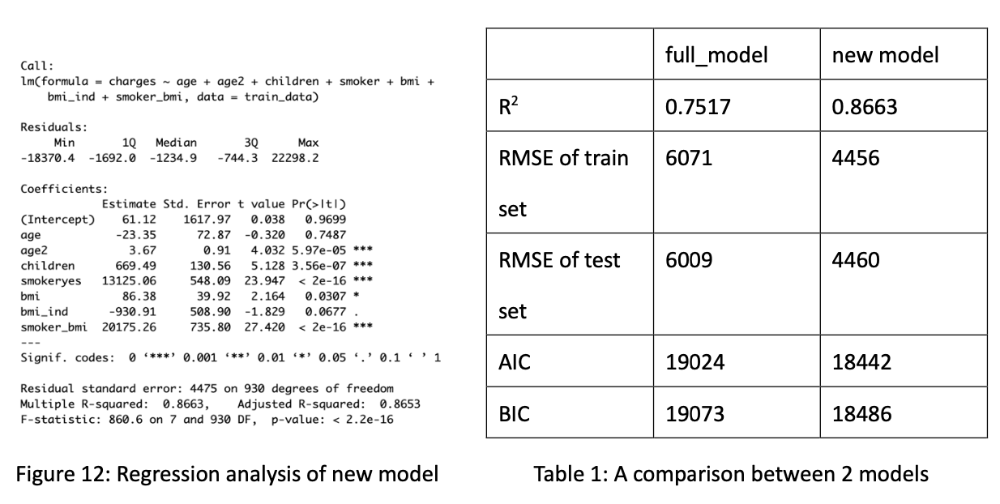 Call:
lm(formula = charges ~ age + age2 + children + smoker + bmi +
    bmi_ind + smoker_bmi, data = train_data)
Residuals:
     Min       1Q   Median       3Q      Max
-18370.4  -1692.0  -1234.9   -744.3  22298.2
Coefficients:
            Estimate Std. Error t value Pr(>|t|)
(Intercept)    61.12    1617.97   0.038   0.9699
age           -23.35      72.87  -0.320   0.7487
age2            3.67       0.91   4.032 5.97e-05 ***
children      669.49     130.56   5.128 3.56e-07 ***
smokeryes   13125.06     548.09  23.947  < 2e-16 ***
bmi            86.38      39.92   2.164   0.0307 *
bmi_ind      -930.91     508.90  -1.829   0.0677 .
smoker_bmi  20175.26     735.80  27.420  < 2e-16 ***
---
Signif. codes:  0 ‘***’ 0.001 ‘**’ 0.01 ‘*’ 0.05 ‘.’ 0.1 ‘ ’ 1
Residual standard error: 4475 on 930 degrees of freedom
Multiple R-squared:  0.8663,    Adjusted R-squared:  0.8653
F-statistic: 860.6 on 7 and 930 DF,  p-value: < 2.2e-16
Figure 12: Regression analysis of new model
full_model new model
R² 0.7517 0.8663
RMSE of train 6071 4456
set
RMSE of test 6009 4460
set
AIC 19024 18442
BIC 19073 18486
Table 1: A comparison between 2 models